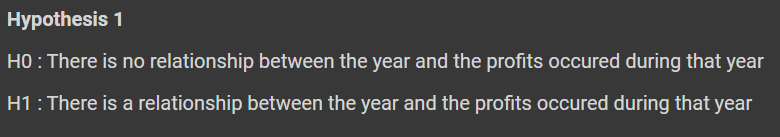 Hypothesis 1
H0 : There is no relationship between the year and the profits occured during that year
H1 : There is a relationship between the year and the profits occured during that year